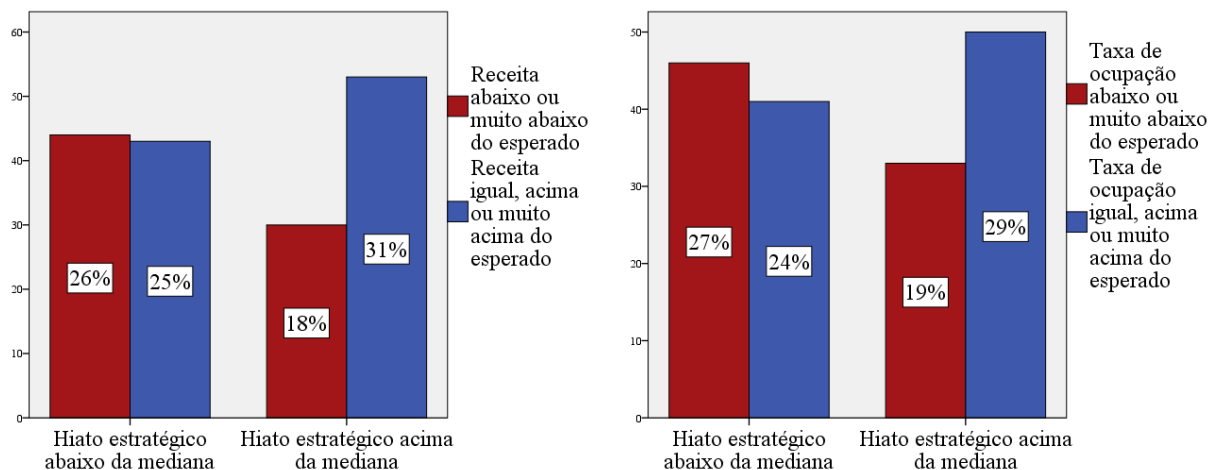 60
50
40
30
20
10
0
26%
25%
18%
31%
Hiato estratégico
abaixo da mediana
Hiato estratégico acima
da mediana
Receita
abaixo ou
muito abaixo
do esperado
Receita
igual, acima
ou muito
acima do
esperado
50
40
30
20
10
0
27%
24%
19%
29%
Hiato estratégico
abaixo da mediana
Hiato estratégico acima
da mediana
Taxa de
ocupação
abaixo ou
muito abaixo
do esperado
Taxa de
ocupação
igual, acima
ou muito
acima do
esperado